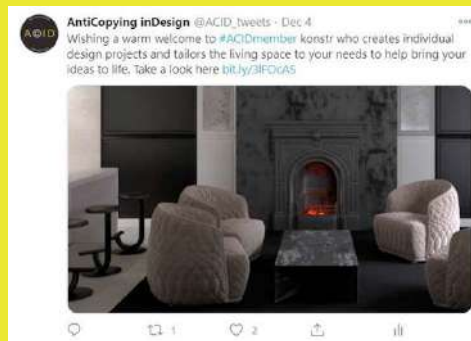 A©ID
AntiCopying inDesign @ACID_tweets · Dec 4
Wishing a warm welcome to #ACIDmember konstr who creates individual
design projects and tailors the living space to your needs to help bring your
ideas to life. Take a look here bit.ly/3lFOcAS
1
2